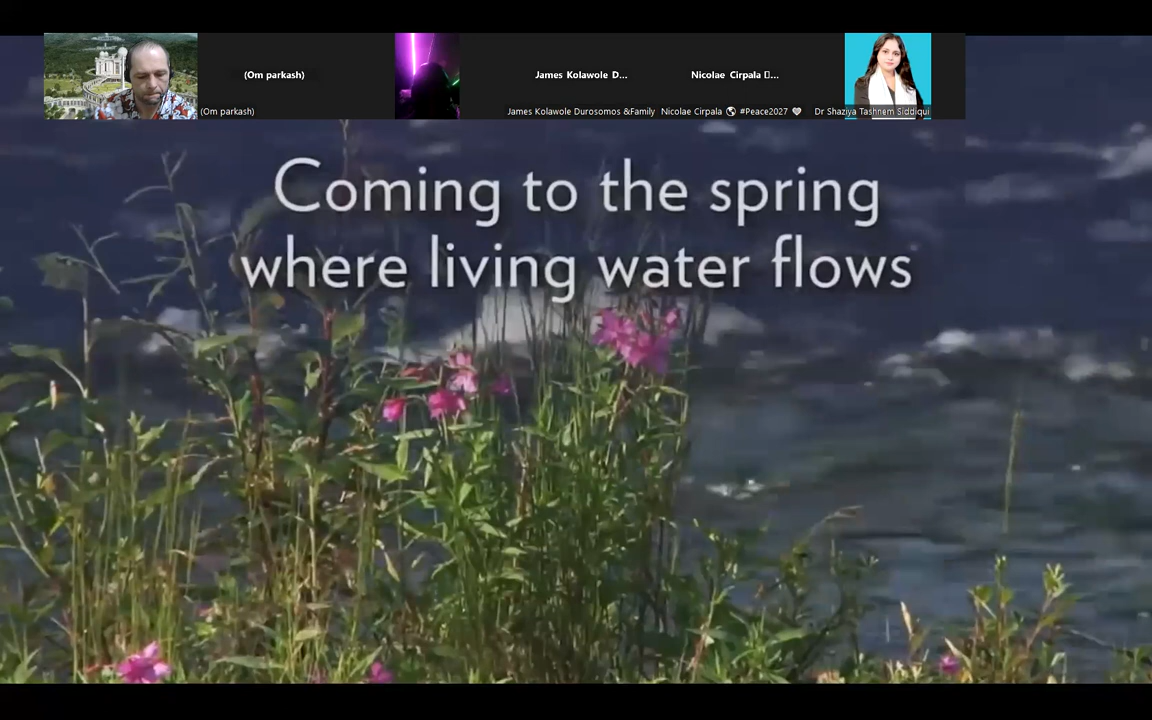 (Om parkash)
James Kolawole D...
Nicolae Cirpala ▯...
(Om parkash)
James Kolawole Durosomos &Family
Nicolae Cirpala 🌎 #Peace2027 🤍
Dr Shaziya Tashnem Siddiqui
Coming to the spring
where living water flows